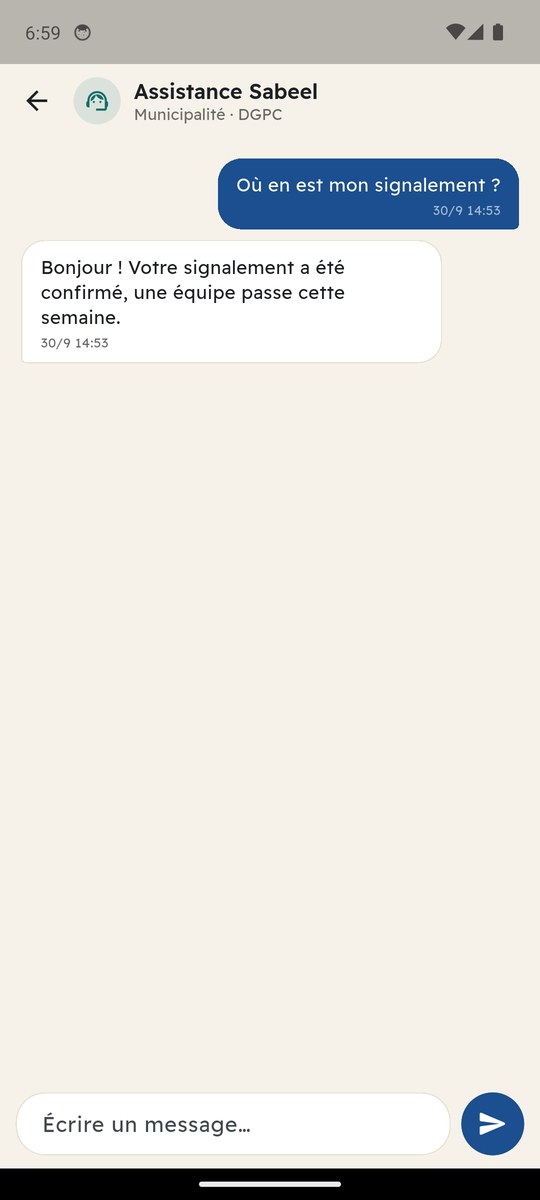 6:59
Assistance Sabeel
Municipalité · DGPC
Où en est mon signalement ?
30/9 14:53
Bonjour ! Votre signalement a été
confirmé, une équipe passe cette
semaine.
30/9 14:53
Écrire un message…